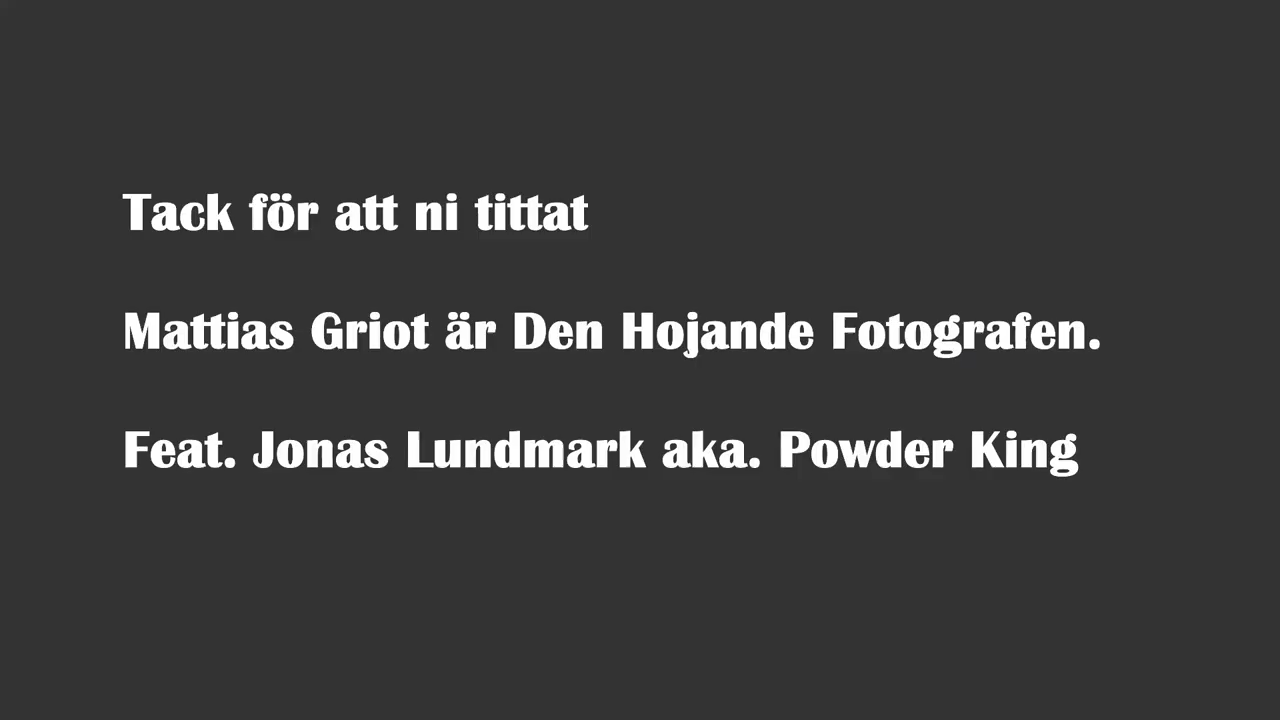 Tack för att ni tittat
Mattias Griot är Den Hojande Fotografen.
Feat. Jonas Lundmark aka. Powder King